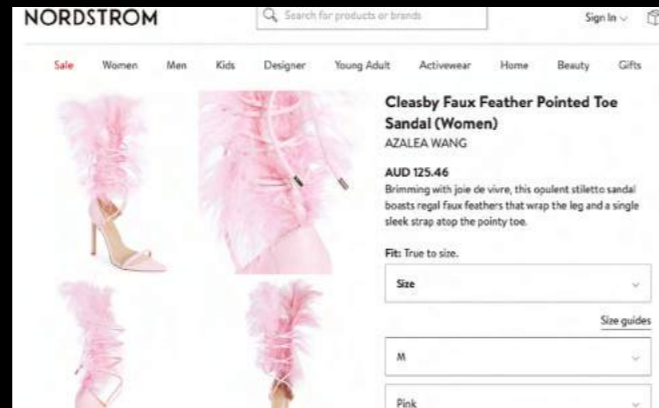 NORDSTROM
Search for products or brands
Sign In
Sale Women Men Kids Designer Young Adult Activewear Home Beauty Gifts
Cleasby Faux Feather Pointed Toe
Sandal (Women)
AZALEA WANG
AUD 125.46
Brimming with joie de vivre, this opulent stiletto sandal
boasts regal faux feathers that wrap the leg and a single
sleek strap atop the pointy toe.
Fit: True to size.
Size
Size guides
M
Pink